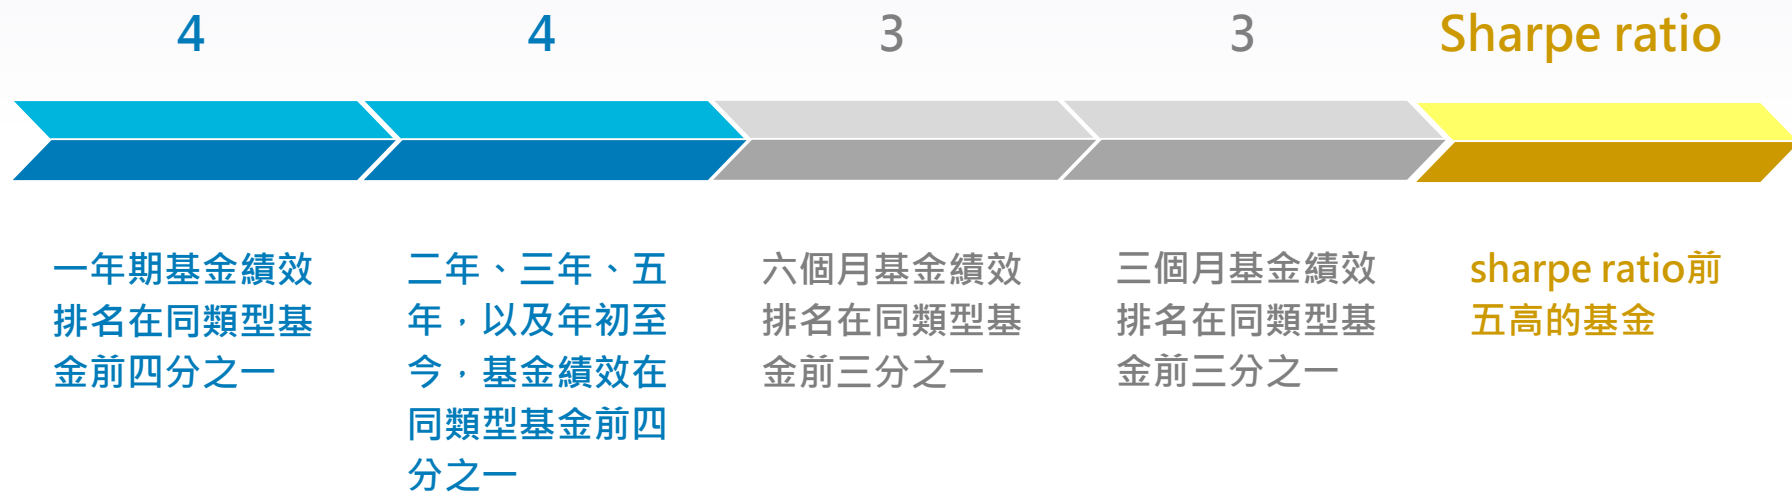 4
4
3
3
Sharpe ratio
一年期基金績效
排名在同類型基
金前四分之一
二年、三年、五
年，以及年初至
今，基金績效在
同類型基金前四
分之一
六個月基金績效
排名在同類型基
金前三分之一
三個月基金績效
排名在同類型基
金前三分之一
sharpe ratio前
五高的基金